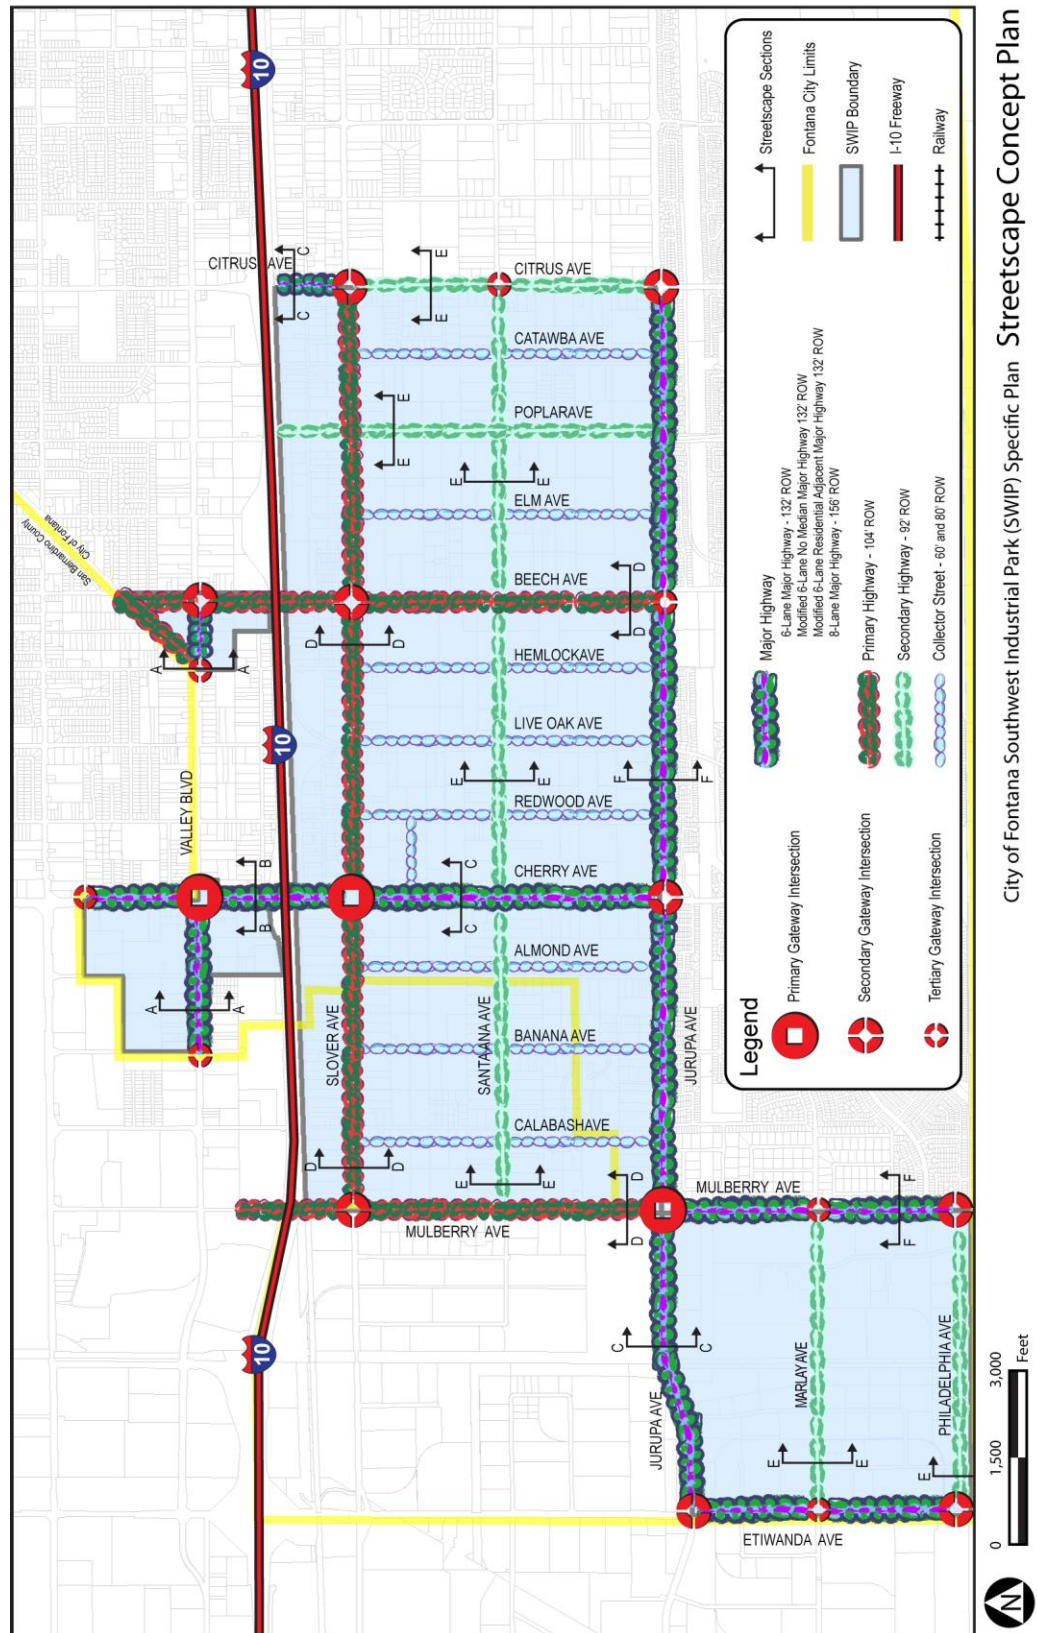 City of Fontana Southwest Industrial Park (SWIP) Specific Plan Streetscape Concept Plan
10
10
10
San Bernardino County
City of Fontana
VALLEY BLVD
CITRUS AVE
SLOVER AVE
SANTA ANA AVE
JURUPA AVE
JURUPA AVE
MULBERRY AVE
MULBERRY AVE
CALABASHAVE
BANANA AVE
ALMOND AVE
CHERRY AVE
REDWOOD AVE
LIVE OAK AVE
HEMLOCKAVE
BEECH AVE
ELM AVE
POPLARAVE
CATAWBA AVE
CITRUS AVE
MARLAY AVE
PHILADELPHIA AVE
ETIWANDA AVE
A
A
A
A
B
B
C
C
C
C
C
C
D
D
D
D
D
D
D
D
E
E
E
E
E
E
E
E
E
E
E
E
E
F
F
F
F
Legend
Primary Gateway Intersection
Secondary Gateway Intersection
Tertiary Gateway Intersection
Major Highway
6-Lane Major Highway - 132' ROW
Modified 6-Lane No Median Major Highway 132' ROW
Modified 6-Lane Residential Adjacent Major Highway 132' ROW
8-Lane Major Highway - 156' ROW
Primary Highway - 104' ROW
Secondary Highway - 92' ROW
Collector Street - 60' and 80' ROW
Streetscape Sections
Fontana City Limits
SWIP Boundary
I-10 Freeway
Railway
N
0 1,500 3,000
Feet